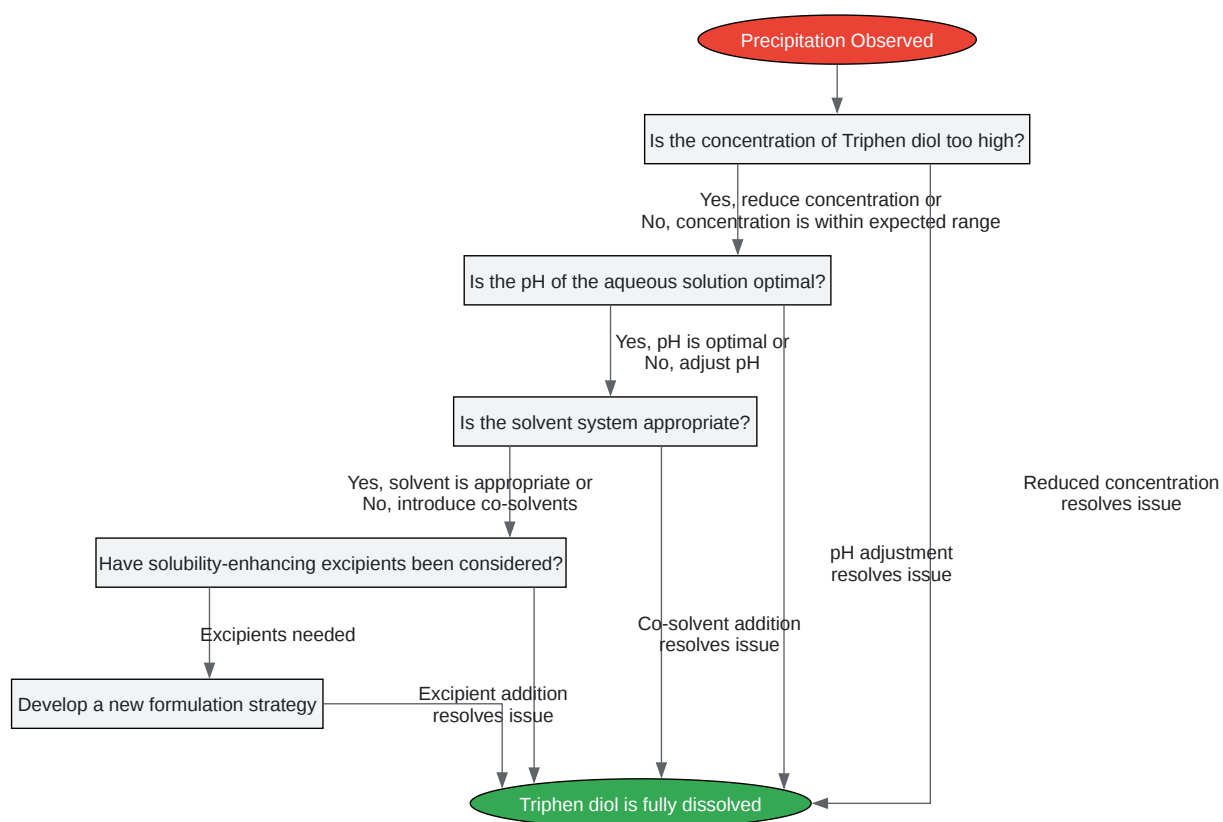 Precipitation Observed
Is the concentration of Triphen diol too high?
Yes, reduce concentration or
No, concentration is within expected range
Is the pH of the aqueous solution optimal?
Yes, pH is optimal or
No, adjust pH
Is the solvent system appropriate?
Yes, solvent is appropriate or
No, introduce co-solvents
Reduced concentration
resolves issue
Have solubility-enhancing excipients been considered?
pH adjustment
resolves issue
Excipients needed
Co-solvent addition
resolves issue
Develop a new formulation strategy
Excipient addition
resolves issue
Triphen diol is fully dissolved